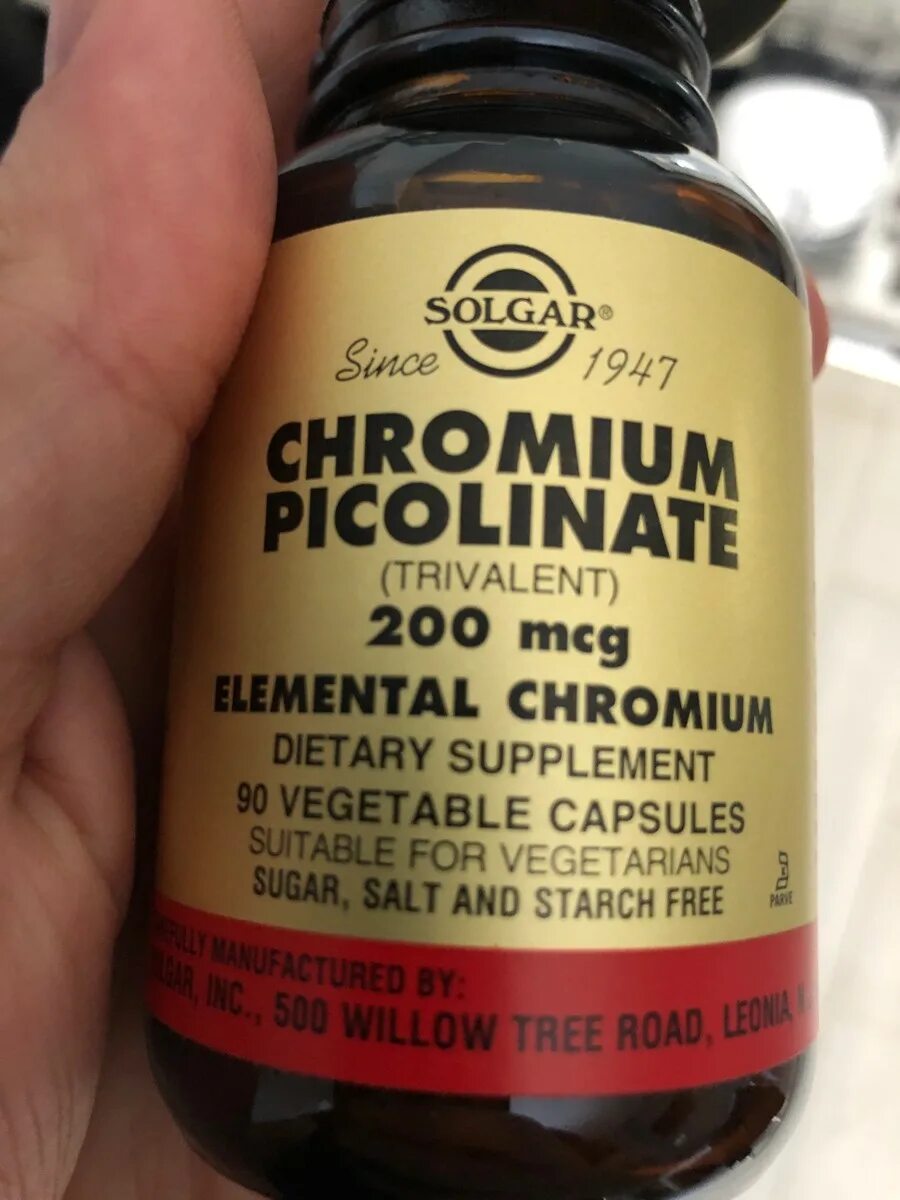 SOLGAR®
Since 1947
CHROMIUM
PICOLINATE
(TRIVALENT)
200 mcg
ELEMENTAL CHROMIUM
DIETARY SUPPLEMENT
90 VEGETABLE CAPSULES
SUITABLE FOR VEGETARIANS
SUGAR, SALT AND STARCH FREE
PARVE
MANUFACTURED BY:
INC., 500 WILLOW TREE ROAD, LEONIA,